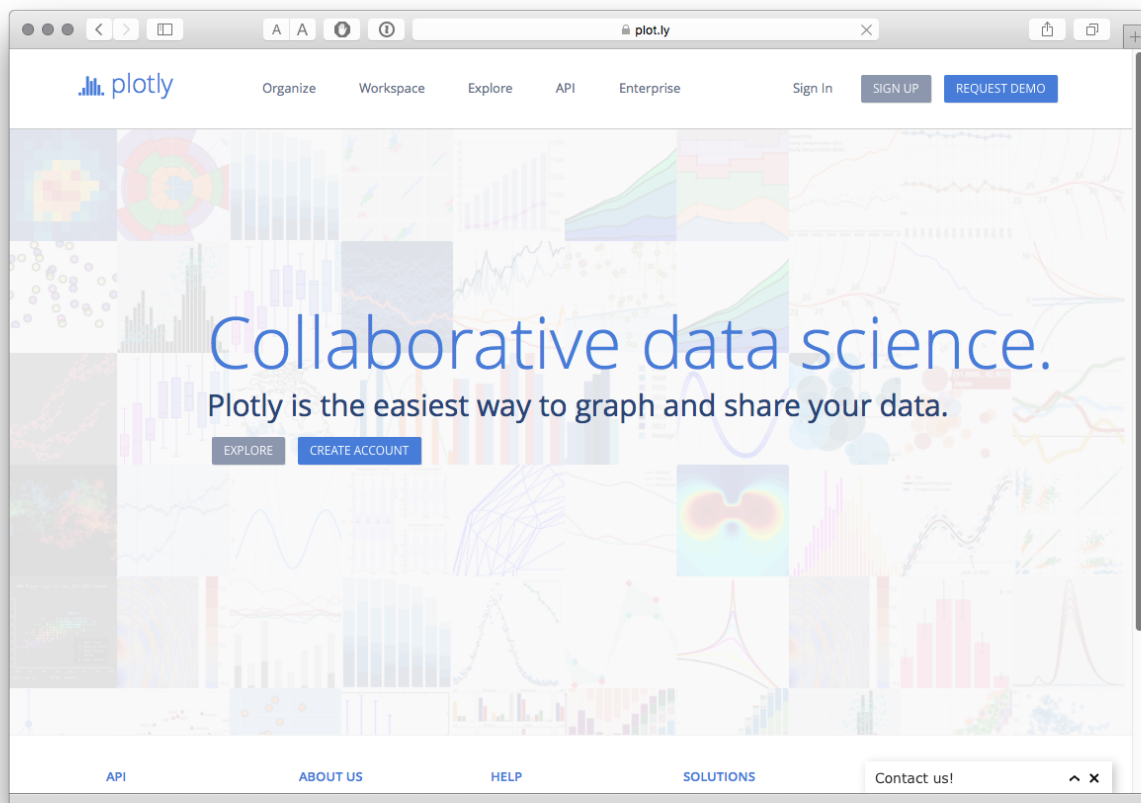 A A
plot.ly
plotly
Organize Workspace Explore API Enterprise Sign In SIGN UP REQUEST DEMO
Collaborative data science.
Plotly is the easiest way to graph and share your data.
EXPLORE CREATE ACCOUNT
API ABOUT US HELP SOLUTIONS
Contact us!